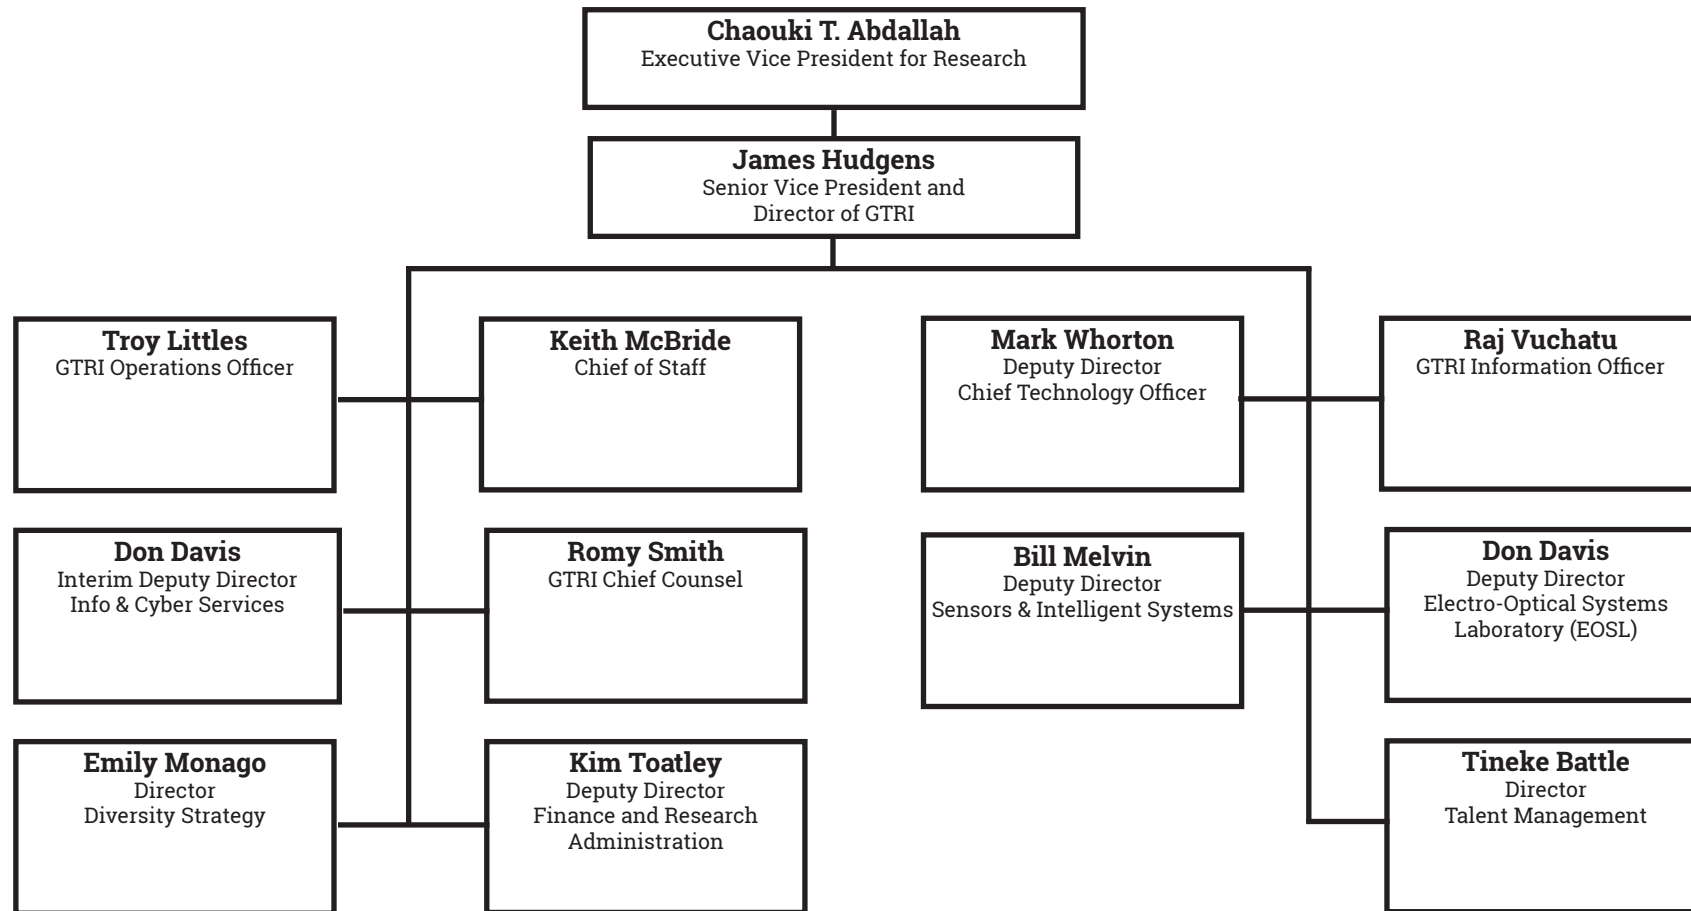 Chaouki T. Abdallah
Executive Vice President for Research
James Hudgens
Senior Vice President and
Director of GTRI
Troy Littles
GTRI Operations Officer
Keith McBride
Chief of Staff
Mark Whorton
Deputy Director
Chief Technology Officer
Raj Vuchatu
GTRI Information Officer
Don Davis
Interim Deputy Director
Info & Cyber Services
Romy Smith
GTRI Chief Counsel
Bill Melvin
Deputy Director
Sensors & Intelligent Systems
Don Davis
Deputy Director
Electro-Optical Systems
Laboratory (EOSL)
Emily Monago
Director
Diversity Strategy
Kim Toatley
Deputy Director
Finance and Research
Administration
Tineke Battle
Director
Talent Management